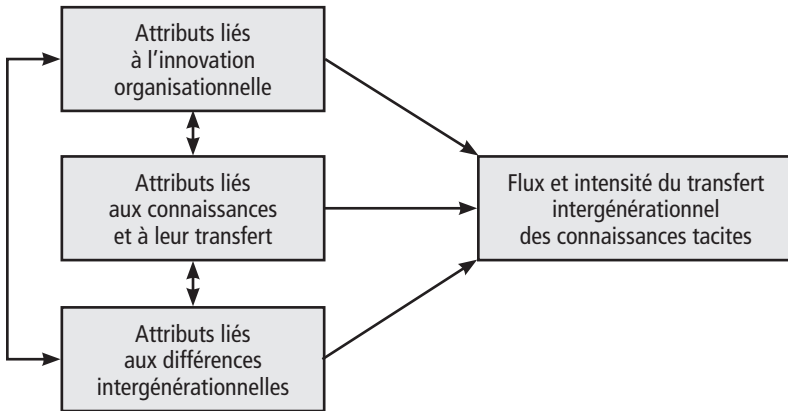 Attributs liés
à l’innovation
organisationnelle
Attributs liés
aux connaissances
et à leur transfert
Flux et intensité du transfert
intergénérationnel
des connaissances tacites
Attributs liés
aux différences
intergénérationnelles